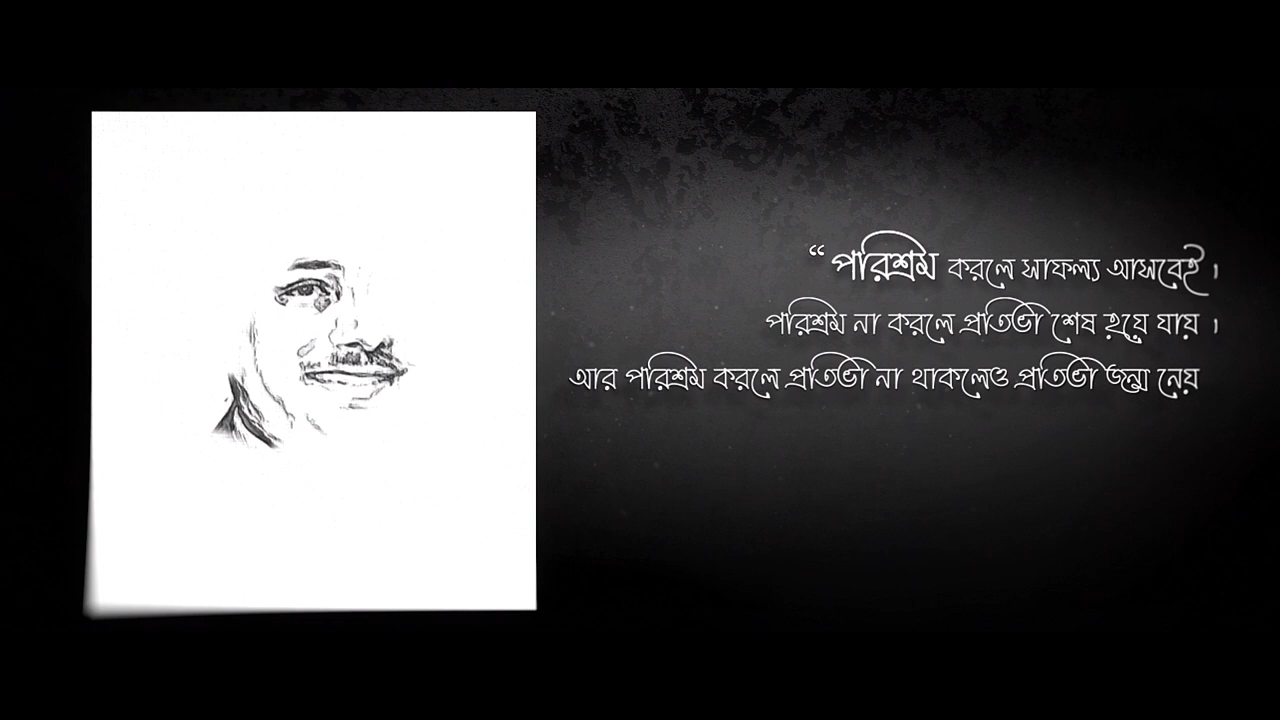 “ পরিশ্রম করলে সাফল্য আসবেই ।
পরিশ্রম না করলে প্রতিভা শেষ হয়ে যায় ।
আর পরিশ্রম করলে প্রতিভা না থাকলেও প্রতিভা জন্ম নেয়